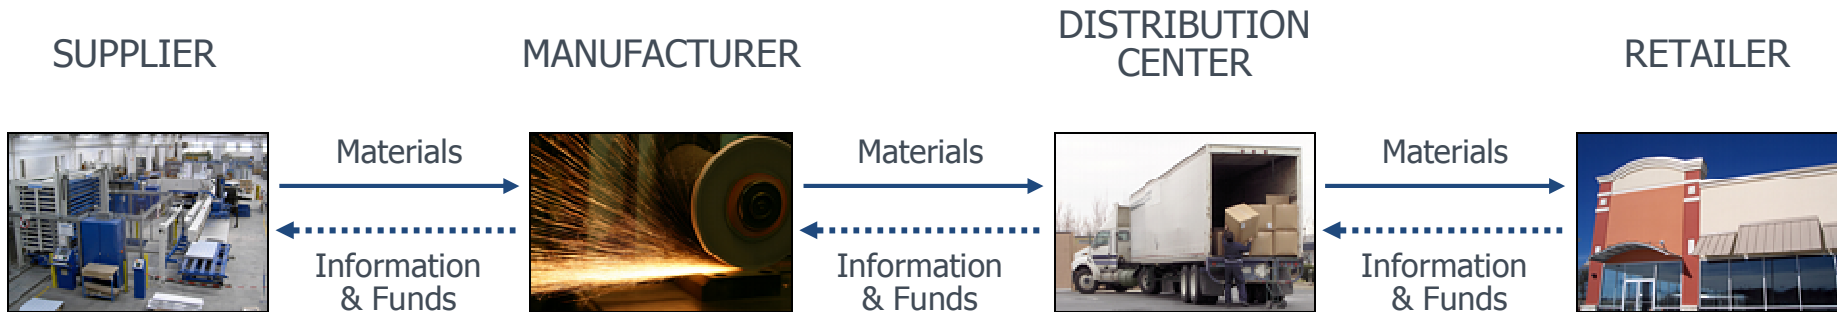 SUPPLIER
MANUFACTURER
DISTRIBUTION
CENTER
RETAILER
Materials
Materials
Materials
Information
& Funds
Information
& Funds
Information
& Funds